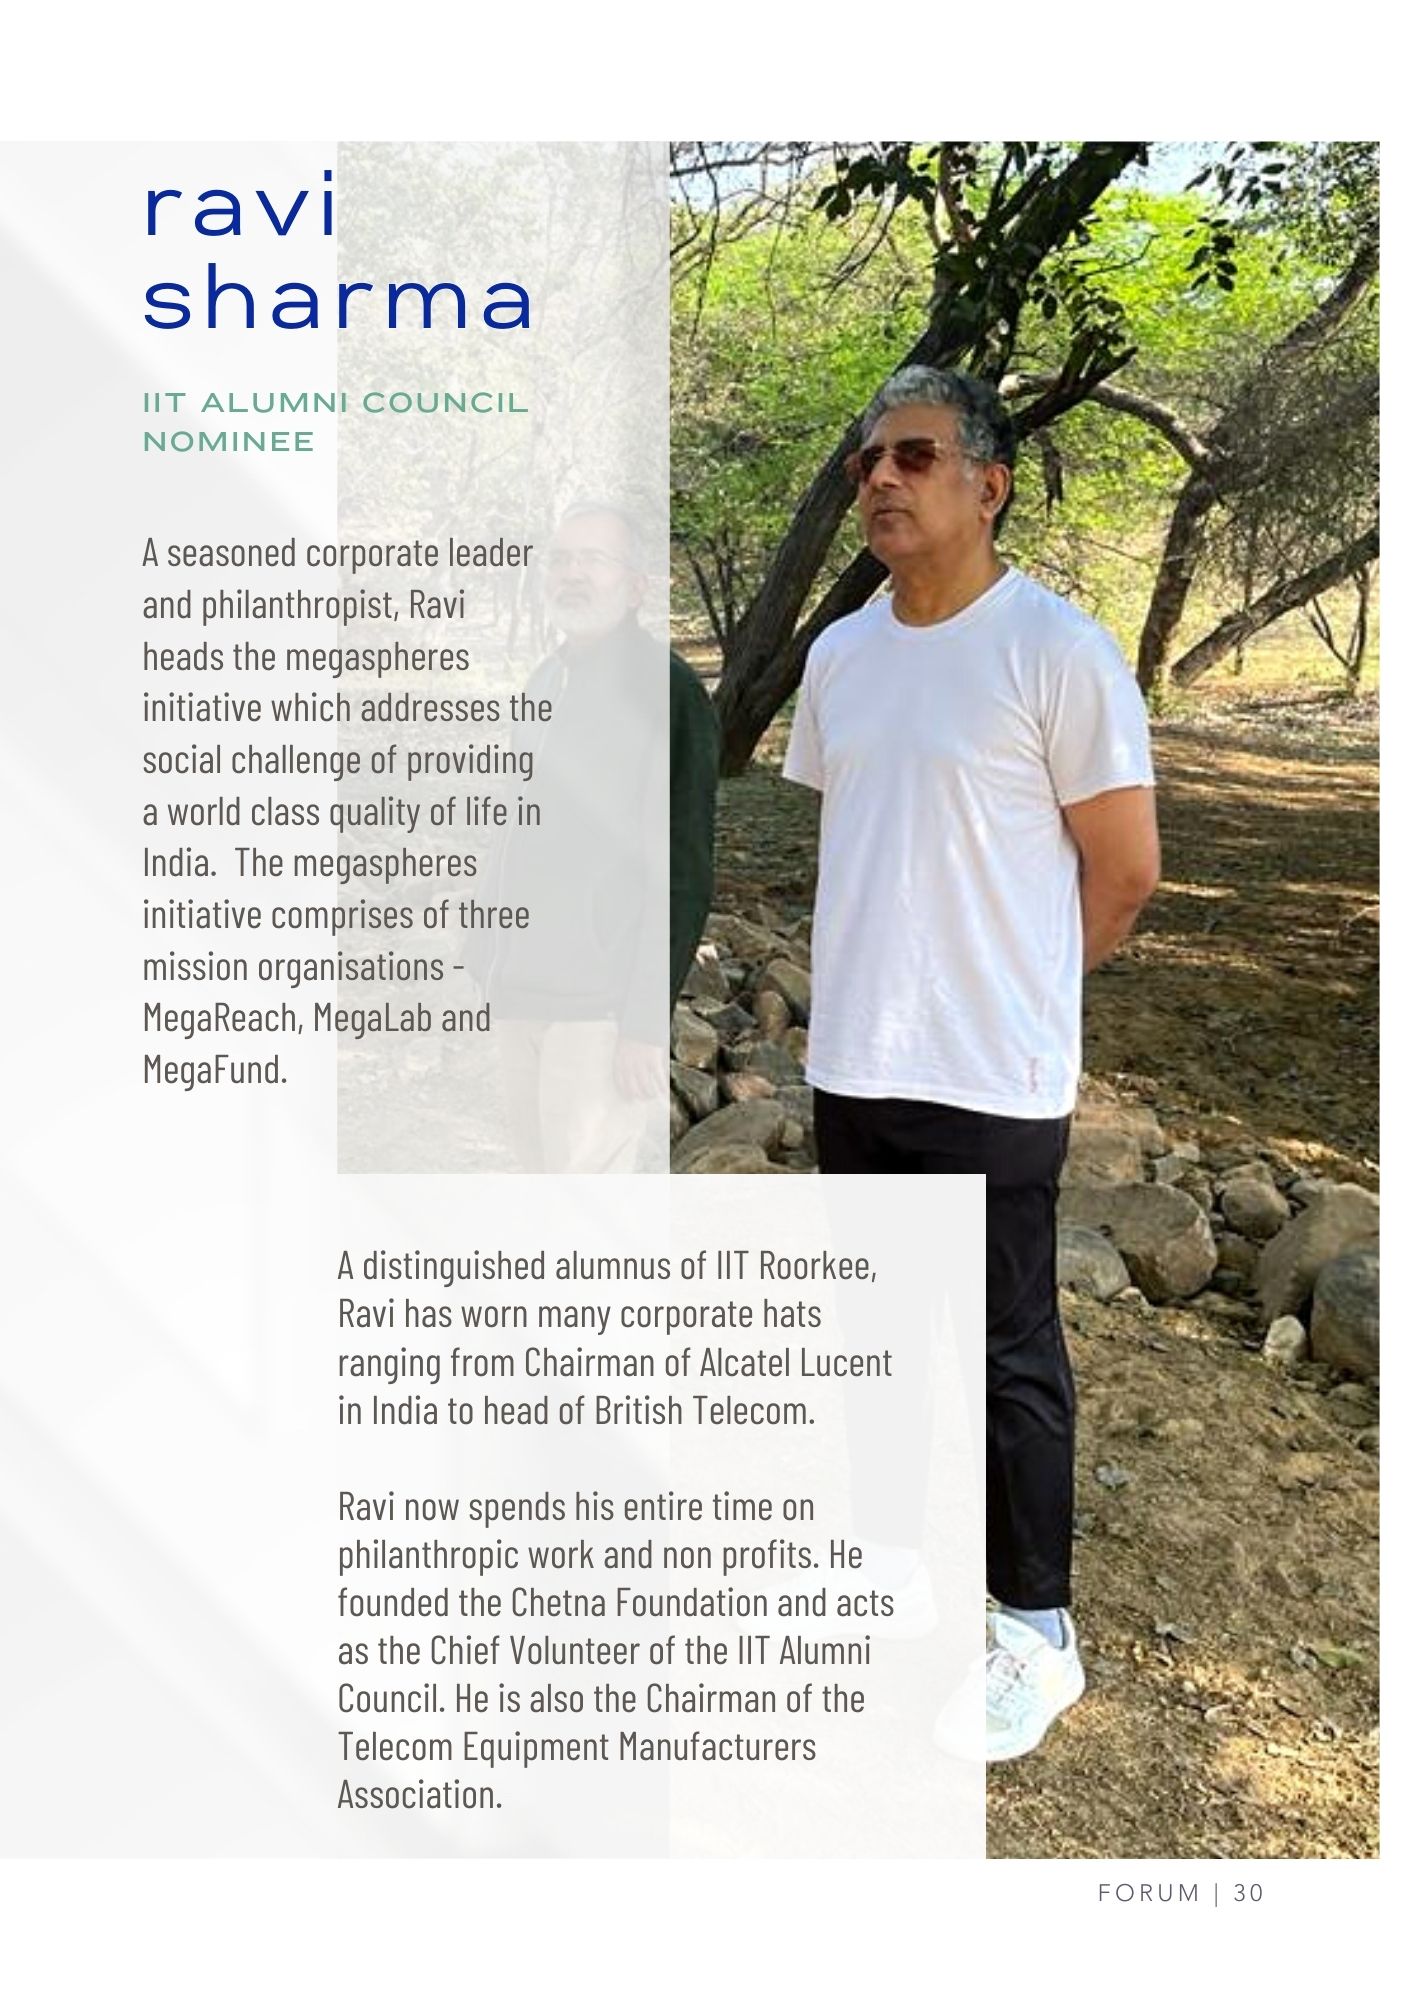 ravi
sharma
IIT ALUMNI COUNCIL
NOMINEE
A seasoned corporate leader
and philanthropist, Ravi
heads the megaspheres
initiative which addresses the
social challenge of providing
a world class quality of life in
India.  The megaspheres
initiative comprises of three
mission organisations -
MegaReach, MegaLab and
MegaFund.
A distinguished alumnus of IIT Roorkee,
Ravi has worn many corporate hats
ranging from Chairman of Alcatel Lucent
in India to head of British Telecom.
Ravi now spends his entire time on
philanthropic work and non profits. He
founded the Chetna Foundation and acts
as the Chief Volunteer of the IIT Alumni
Council. He is also the Chairman of the
Telecom Equipment Manufacturers
Association.
FORUM | 30